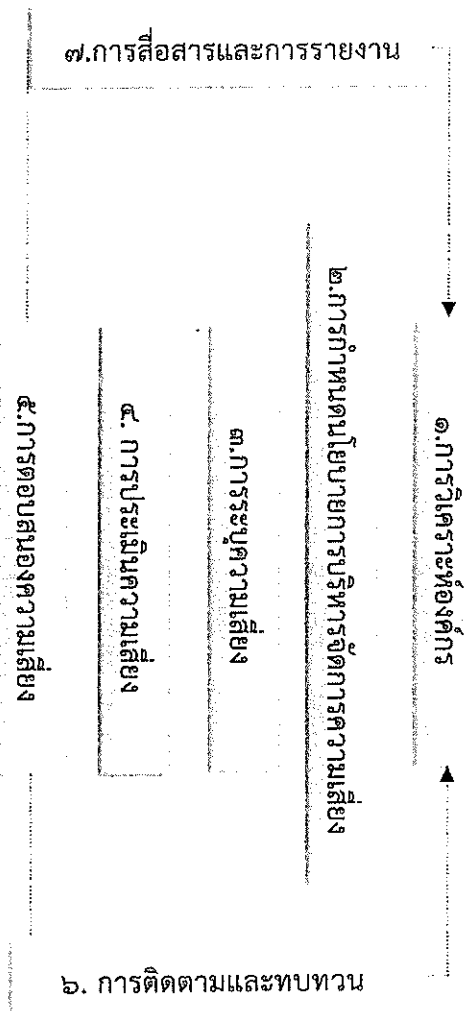 ๑.การวิเคราะห์องค์กร
๒.การกำหนดนโยบายการบริหารจัดการความเสี่ยง
๓.การระบุความเสี่ยง
๔. การประเมินความเสี่ยง
๕.การตอบสนองความเสี่ยง
๖. การติดตามและทบทวน
๗.การสื่อสารและการรายงาน